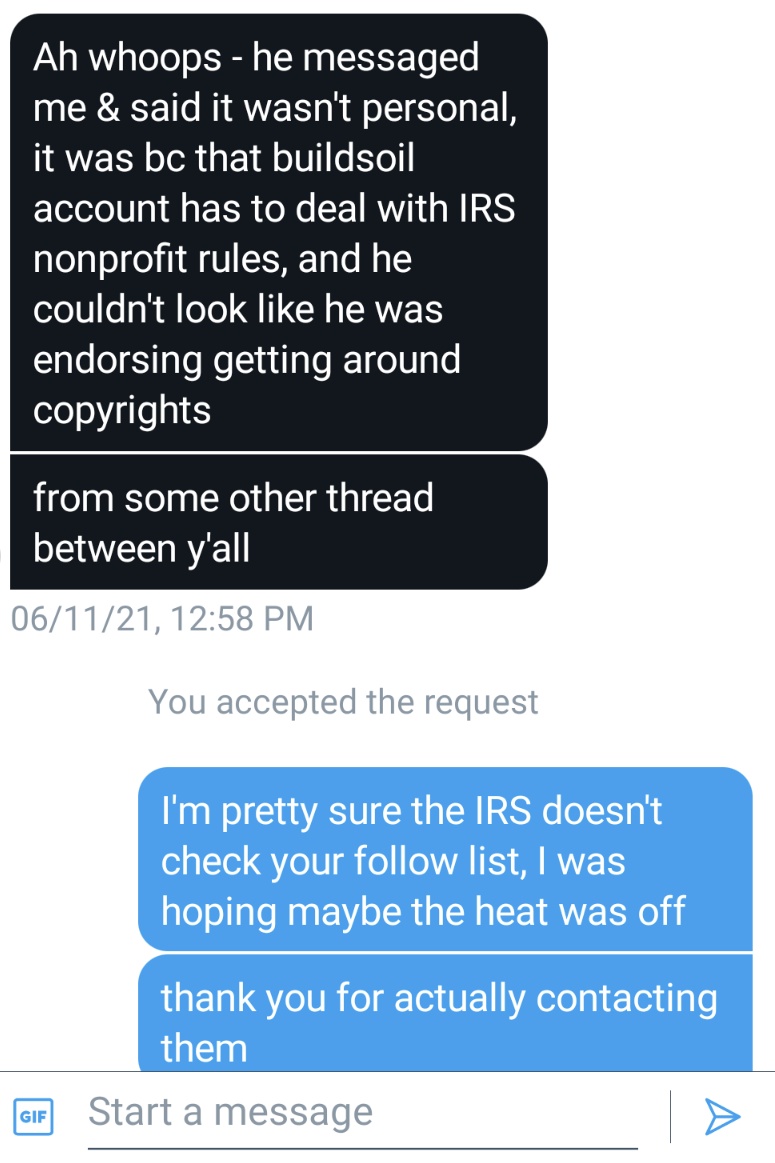 Ah whoops - he messaged
me & said it wasn't personal,
it was bc that buildsoil
account has to deal with IRS
nonprofit rules, and he
couldn't look like he was
endorsing getting around
copyrights
from some other thread
between y'all
06/11/21, 12:58 PM
You accepted the request
I'm pretty sure the IRS doesn't
check your follow list, I was
hoping maybe the heat was off
thank you for actually contacting
them
GIF
Start a message